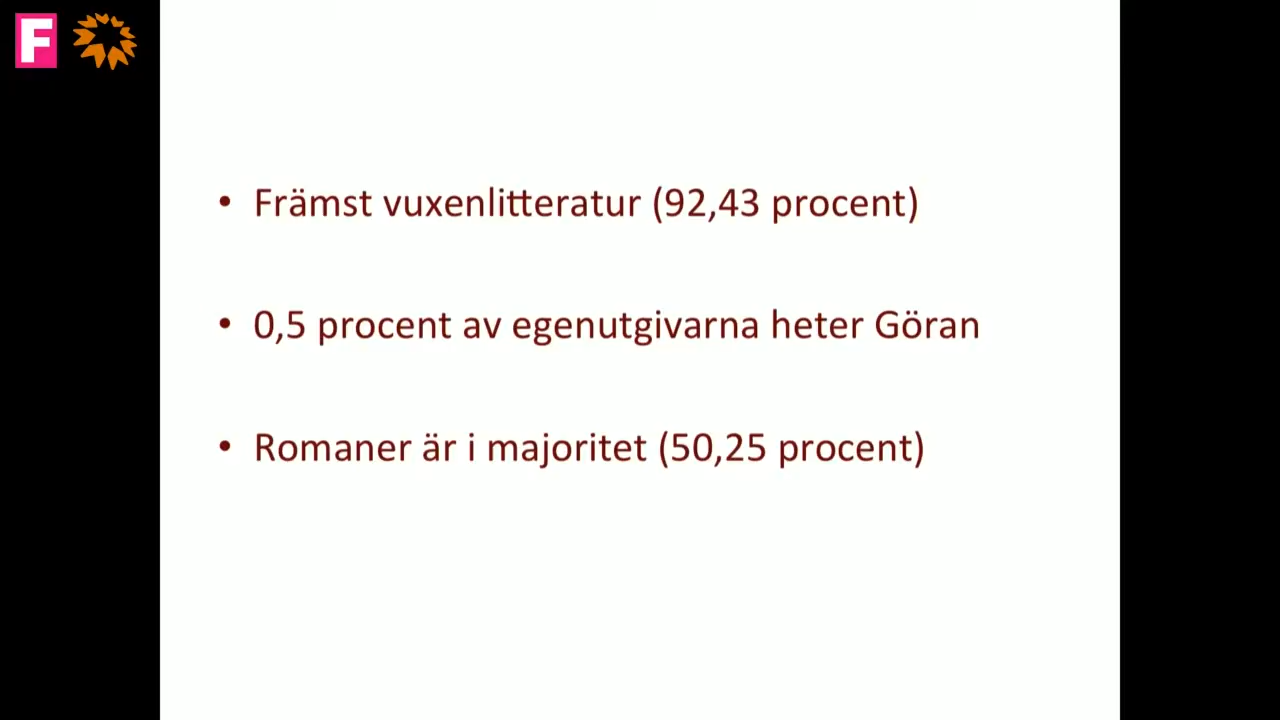 F
• Främst vuxenlitteratur (92,43 procent)
• 0,5 procent av egenutgivarna heter Göran
• Romaner är i majoritet (50,25 procent)